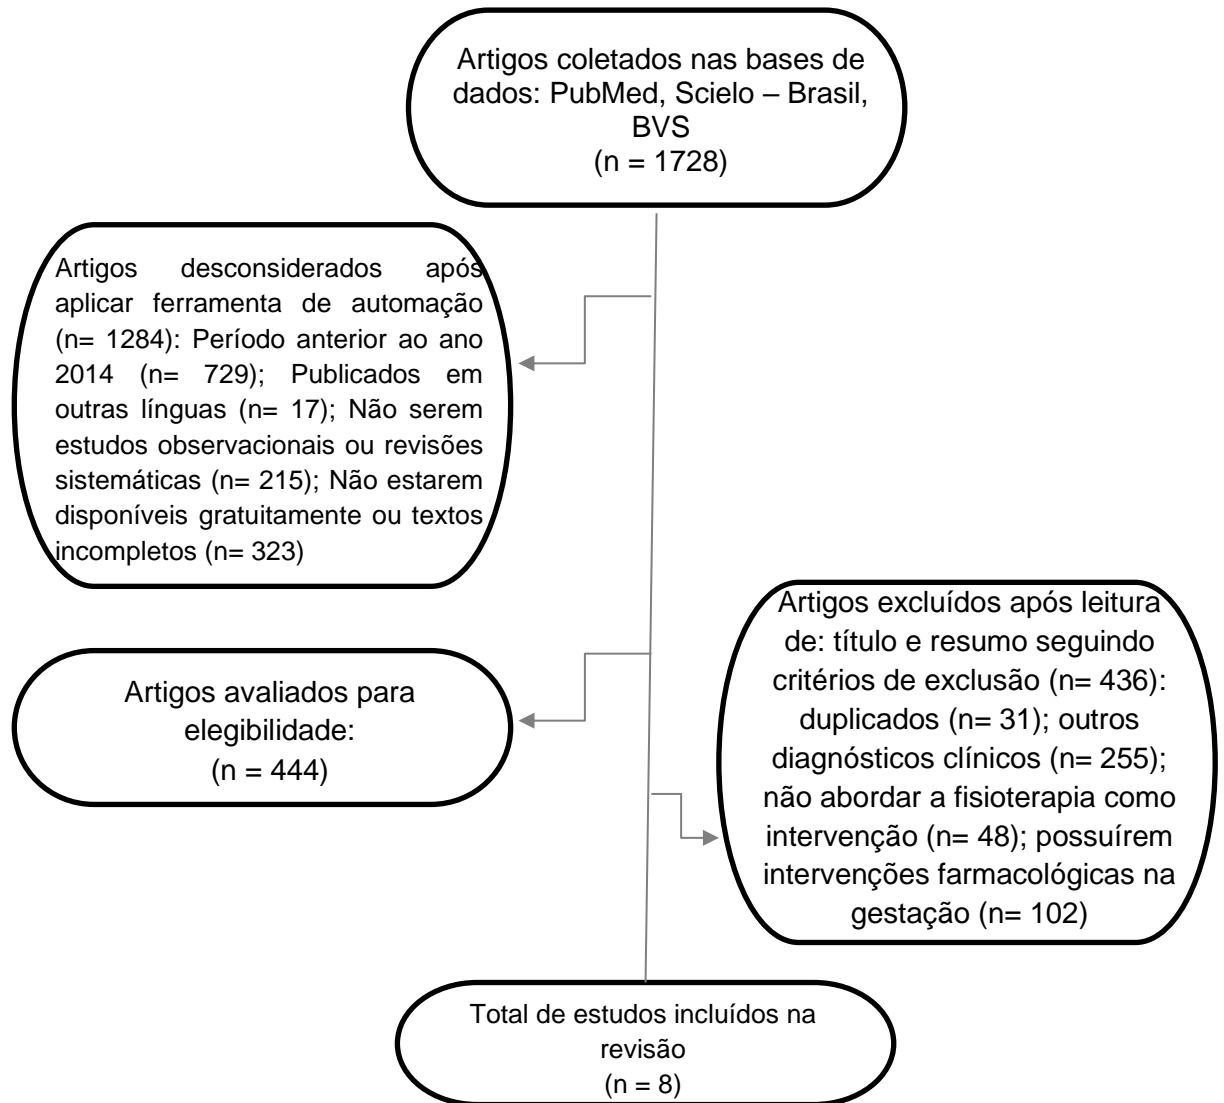 Artigos coletados nas bases de
dados: PubMed, Scielo – Brasil,
BVS
(n = 1728)
Artigos desconsiderados após
aplicar ferramenta de automação
(n= 1284): Período anterior ao ano
2014 (n= 729); Publicados em
outras línguas (n= 17); Não serem
estudos observacionais ou revisões
sistemáticas (n= 215); Não estarem
disponíveis gratuitamente ou textos
incompletos (n= 323)
Artigos avaliados para
elegibilidade:
(n = 444)
Artigos excluídos após leitura
de: título e resumo seguindo
critérios de exclusão (n= 436):
duplicados (n= 31); outros
diagnósticos clínicos (n= 255);
não abordar a fisioterapia como
intervenção (n= 48); possuírem
intervenções farmacológicas na
gestação (n= 102)
Total de estudos incluídos na
revisão
(n = 8)